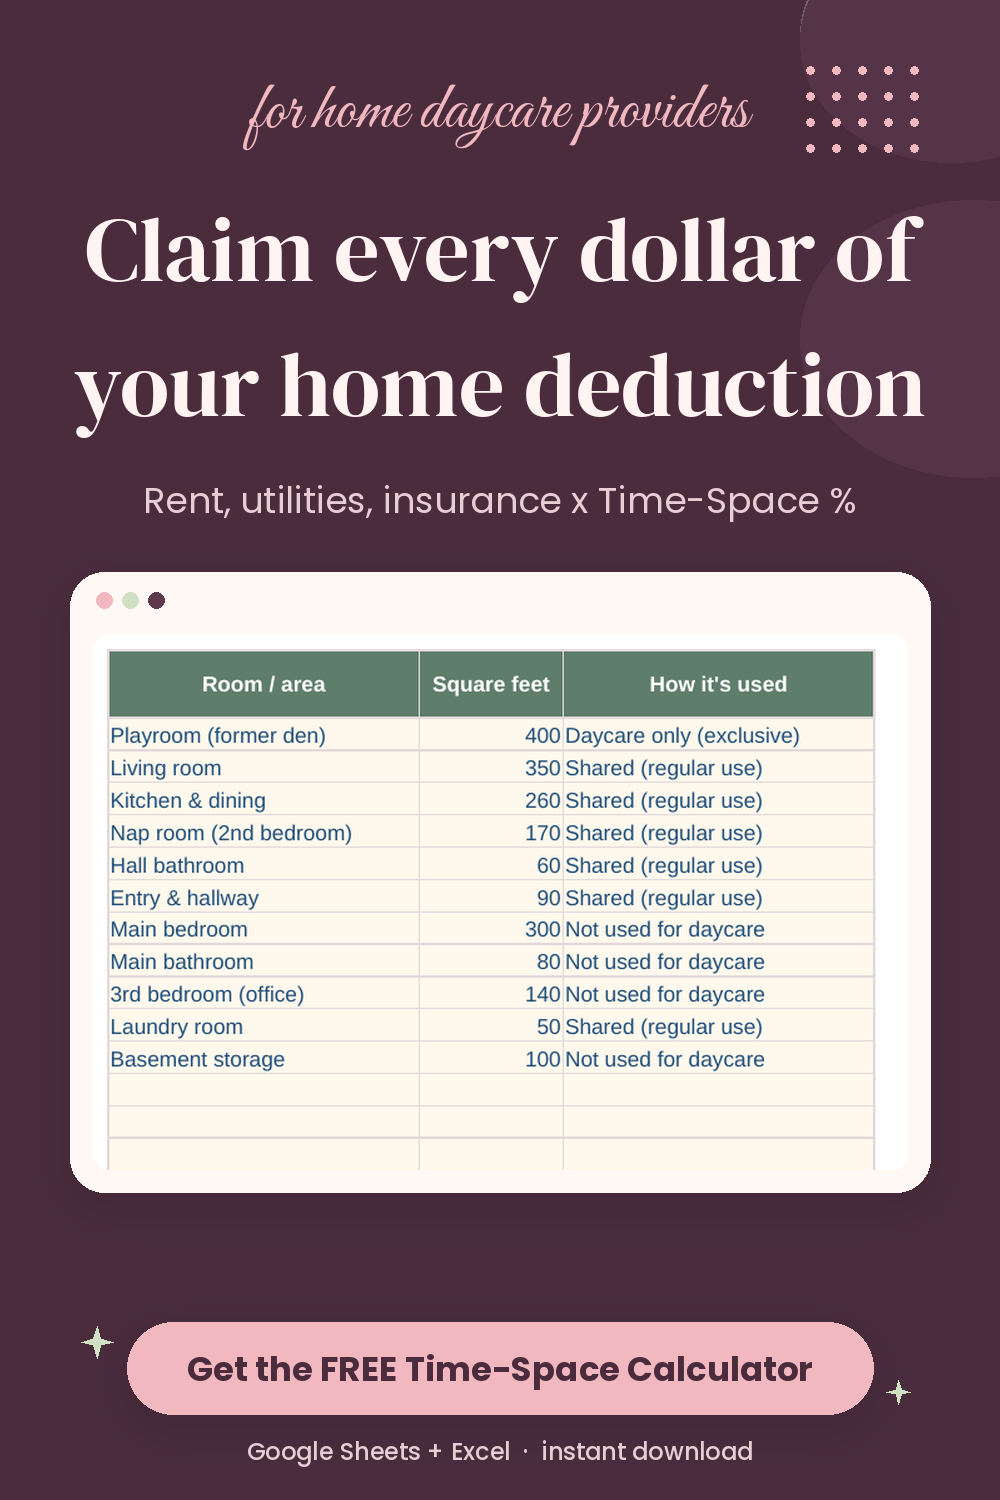 for home daycare providers
Claim every dollar of
your home deduction
Rent, utilities, insurance x Time-Space %
Room / area Square feet How it's used
Playroom (former den) 400 Daycare only (exclusive)
Living room 350 Shared (regular use)
Kitchen & dining 260 Shared (regular use)
Nap room (2nd bedroom) 170 Shared (regular use)
Hall bathroom 60 Shared (regular use)
Entry & hallway 90 Shared (regular use)
Main bedroom 300 Not used for daycare
Main bathroom 80 Not used for daycare
3rd bedroom (office) 140 Not used for daycare
Laundry room 50 Shared (regular use)
Basement storage 100 Not used for daycare
Get the FREE Time-Space Calculator
Google Sheets + Excel · instant download